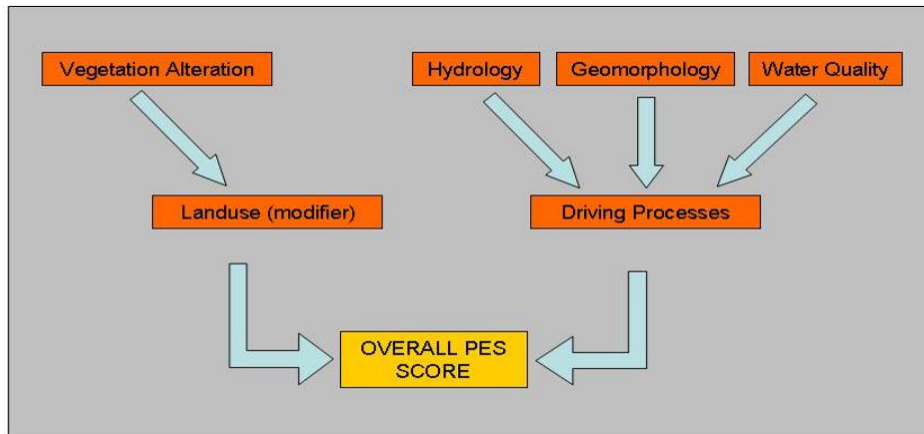 Vegetation Alteration
Hydrology
Geomorphology
Water Quality
Landuse (modifier)
Driving Processes
OVERALL PES
SCORE